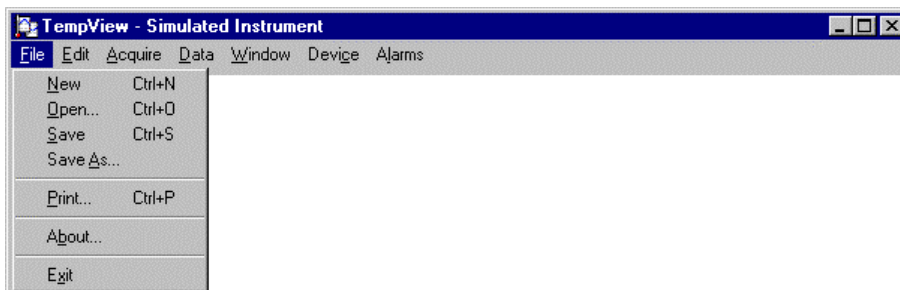 TempView - Simulated Instrument
File Edit Acquire Data Window Device Alarms
New Ctrl+N
Open... Ctrl+O
Save Ctrl+S
Save As...
Print... Ctrl+P
About...
Exit